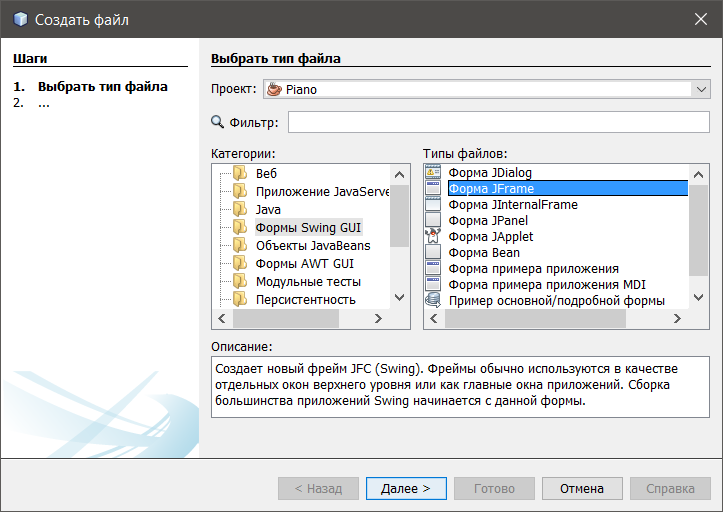 Создать файл
Шаги
1. Выбрать тип файла
2. ...
Выбрать тип файла
Проект: Piano
Фильтр:
Категории:
Веб
Приложение JavaServe
Java
Формы Swing GUI
Объекты JavaBeans
Формы AWT GUI
Модульные тесты
Персистентность
Типы файлов:
Форма JDialog
Форма JFrame
Форма JInternalFrame
Форма JPanel
Форма JApplet
Форма Bean
Форма примера приложения
Форма примера приложения MDI
Пример основной/подробной формы
Описание:
Создает новый фрейм JFC (Swing). Фреймы обычно используются в качестве
отдельных окон верхнего уровня или как главные окна приложений. Сборка
большинства приложений Swing начинается с данной формы.
< Назад
Далее >
Готово
Отмена
Справка